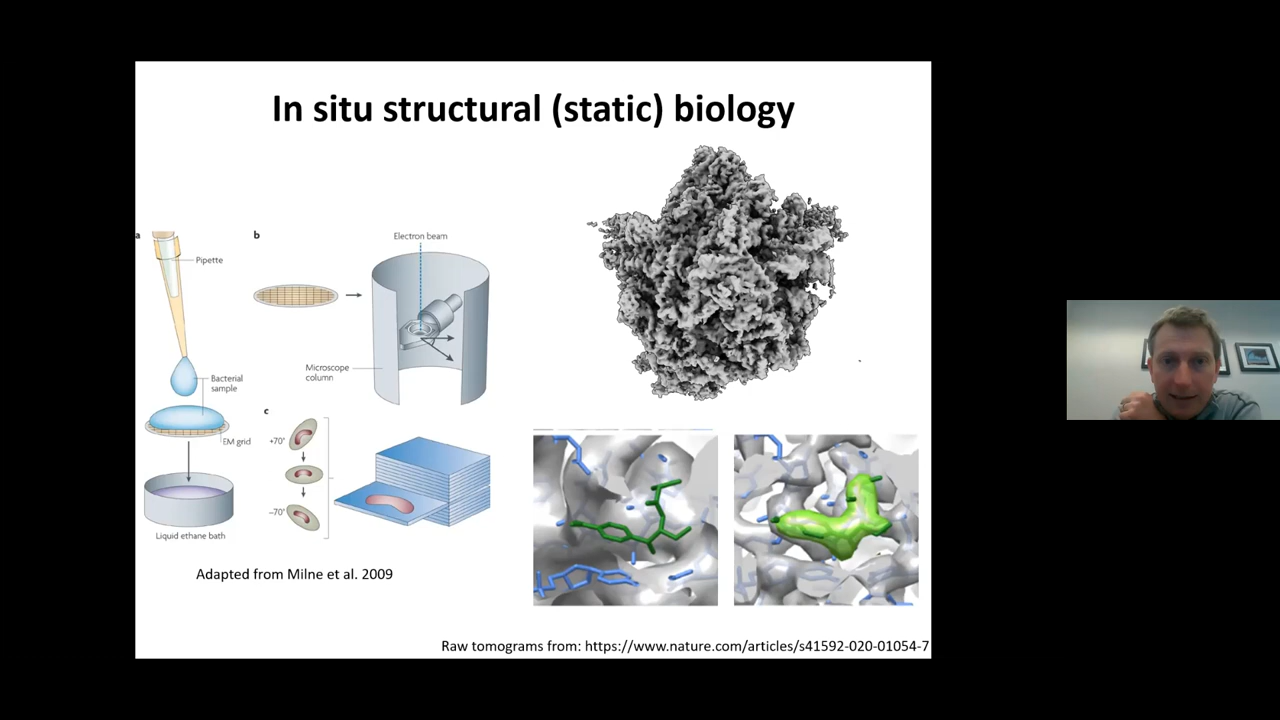 In situ structural (static) biology
a
b
Electron beam
Pipette
Microscope
column
Bacterial
sample
c
+70°
EM grid
–70°
Liquid ethane bath
Adapted from Milne et al. 2009
Raw tomograms from: https://www.nature.com/articles/s41592-020-01054-7